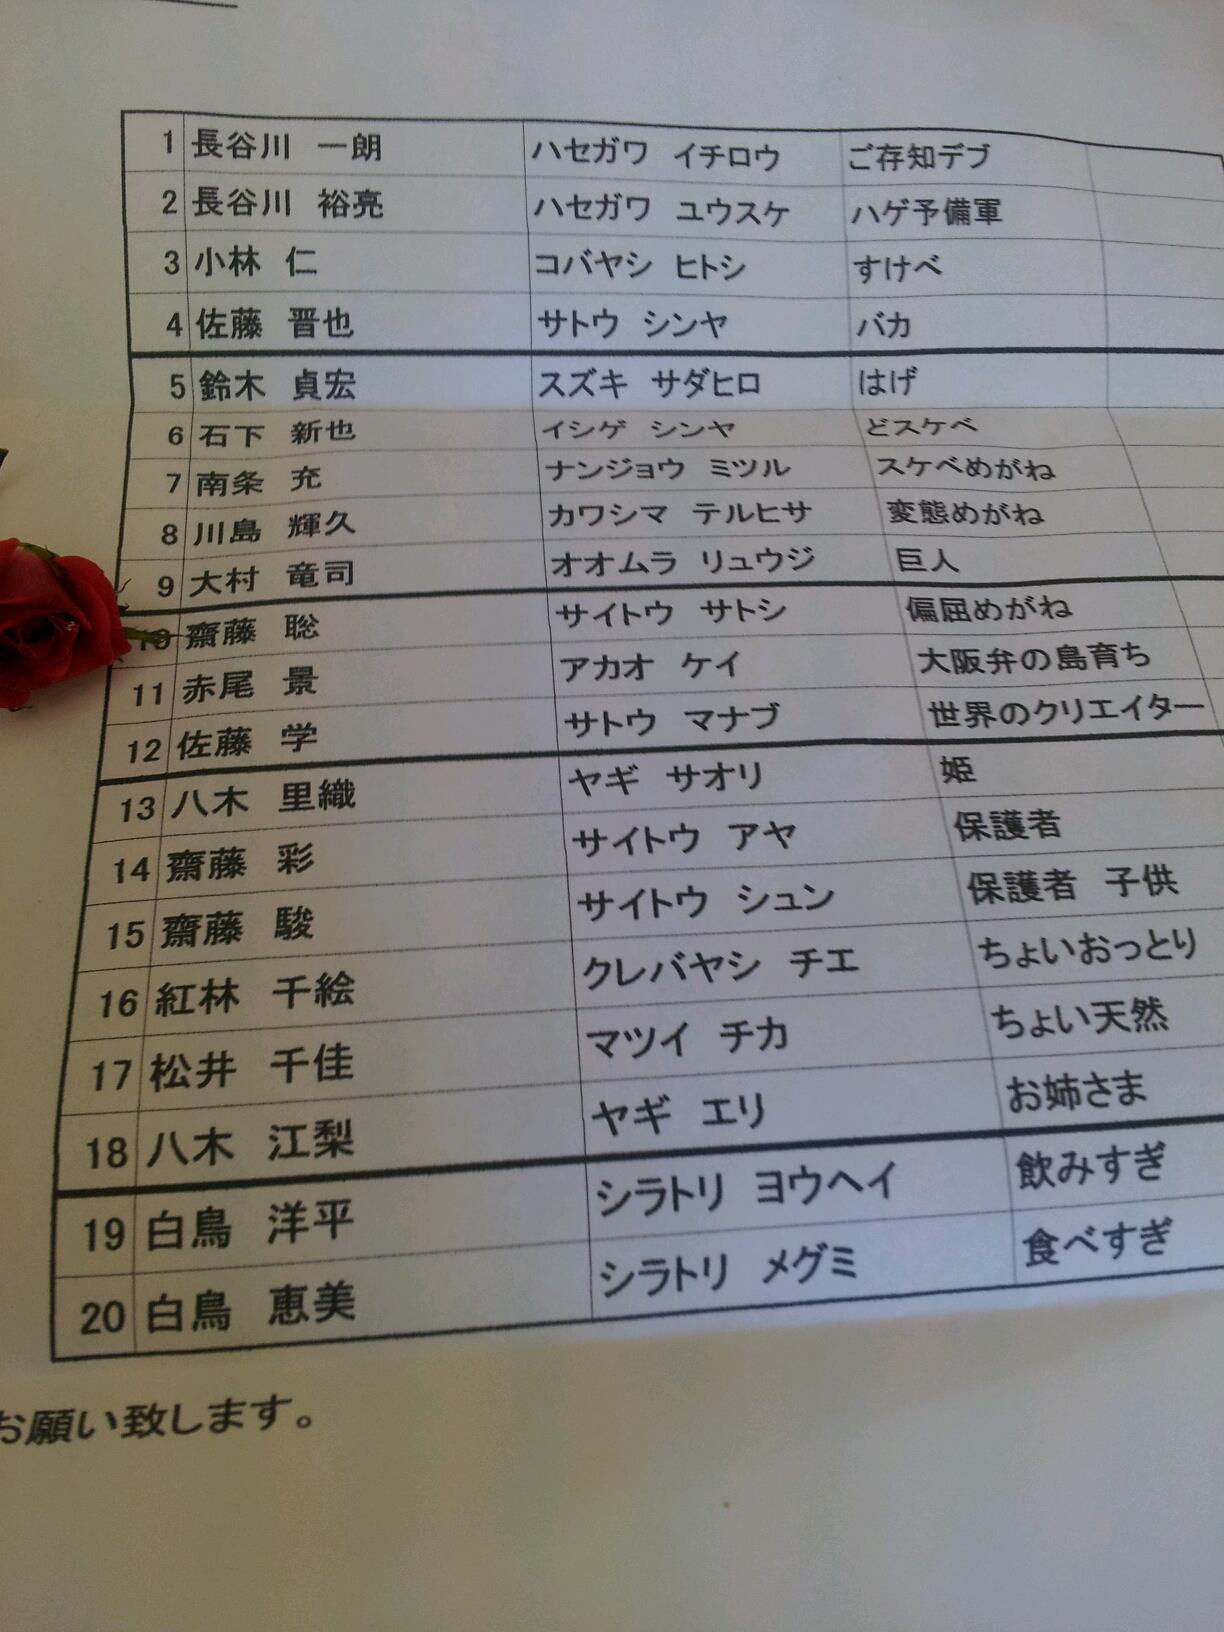 1 長谷川 一朗 ハセガワ イチロウ ご存知デブ
2 長谷川 裕亮 ハセガワ ユウスケ ハゲ予備軍
3 小林 仁 コバヤシ ヒトシ すけべ
4 佐藤 晋也 サトウ シンヤ バカ
5 鈴木 貞宏 スズキ サダヒロ はげ
6 石下 新也 イシゲ シンヤ どスケベ
7 南条 充 ナンジョウ ミツル スケベめがね
8 川島 輝久 カワシマ テルヒサ 変態めがね
9 大村 竜司 オオムラ リュウジ 巨人
10 齋藤 聡 サイトウ サトシ 偏屈めがね
11 赤尾 景 アカオ ケイ 大阪弁の島育ち
12 佐藤 学 サトウ マナブ 世界のクリエイター
13 八木 里織 ヤギ サオリ 姫
14 齋藤 彩 サイトウ アヤ 保護者
15 齋藤 駿 サイトウ シュン 保護者 子供
16 紅林 千絵 クレバヤシ チエ ちょいおっとり
17 松井 千佳 マツイ チカ ちょい天然
18 八木 江梨 ヤギ エリ お姉さま
19 白鳥 洋平 シラトリ ヨウヘイ 飲みすぎ
20 白鳥 恵美 シラトリ メグミ 食べすぎ
お願い致します。